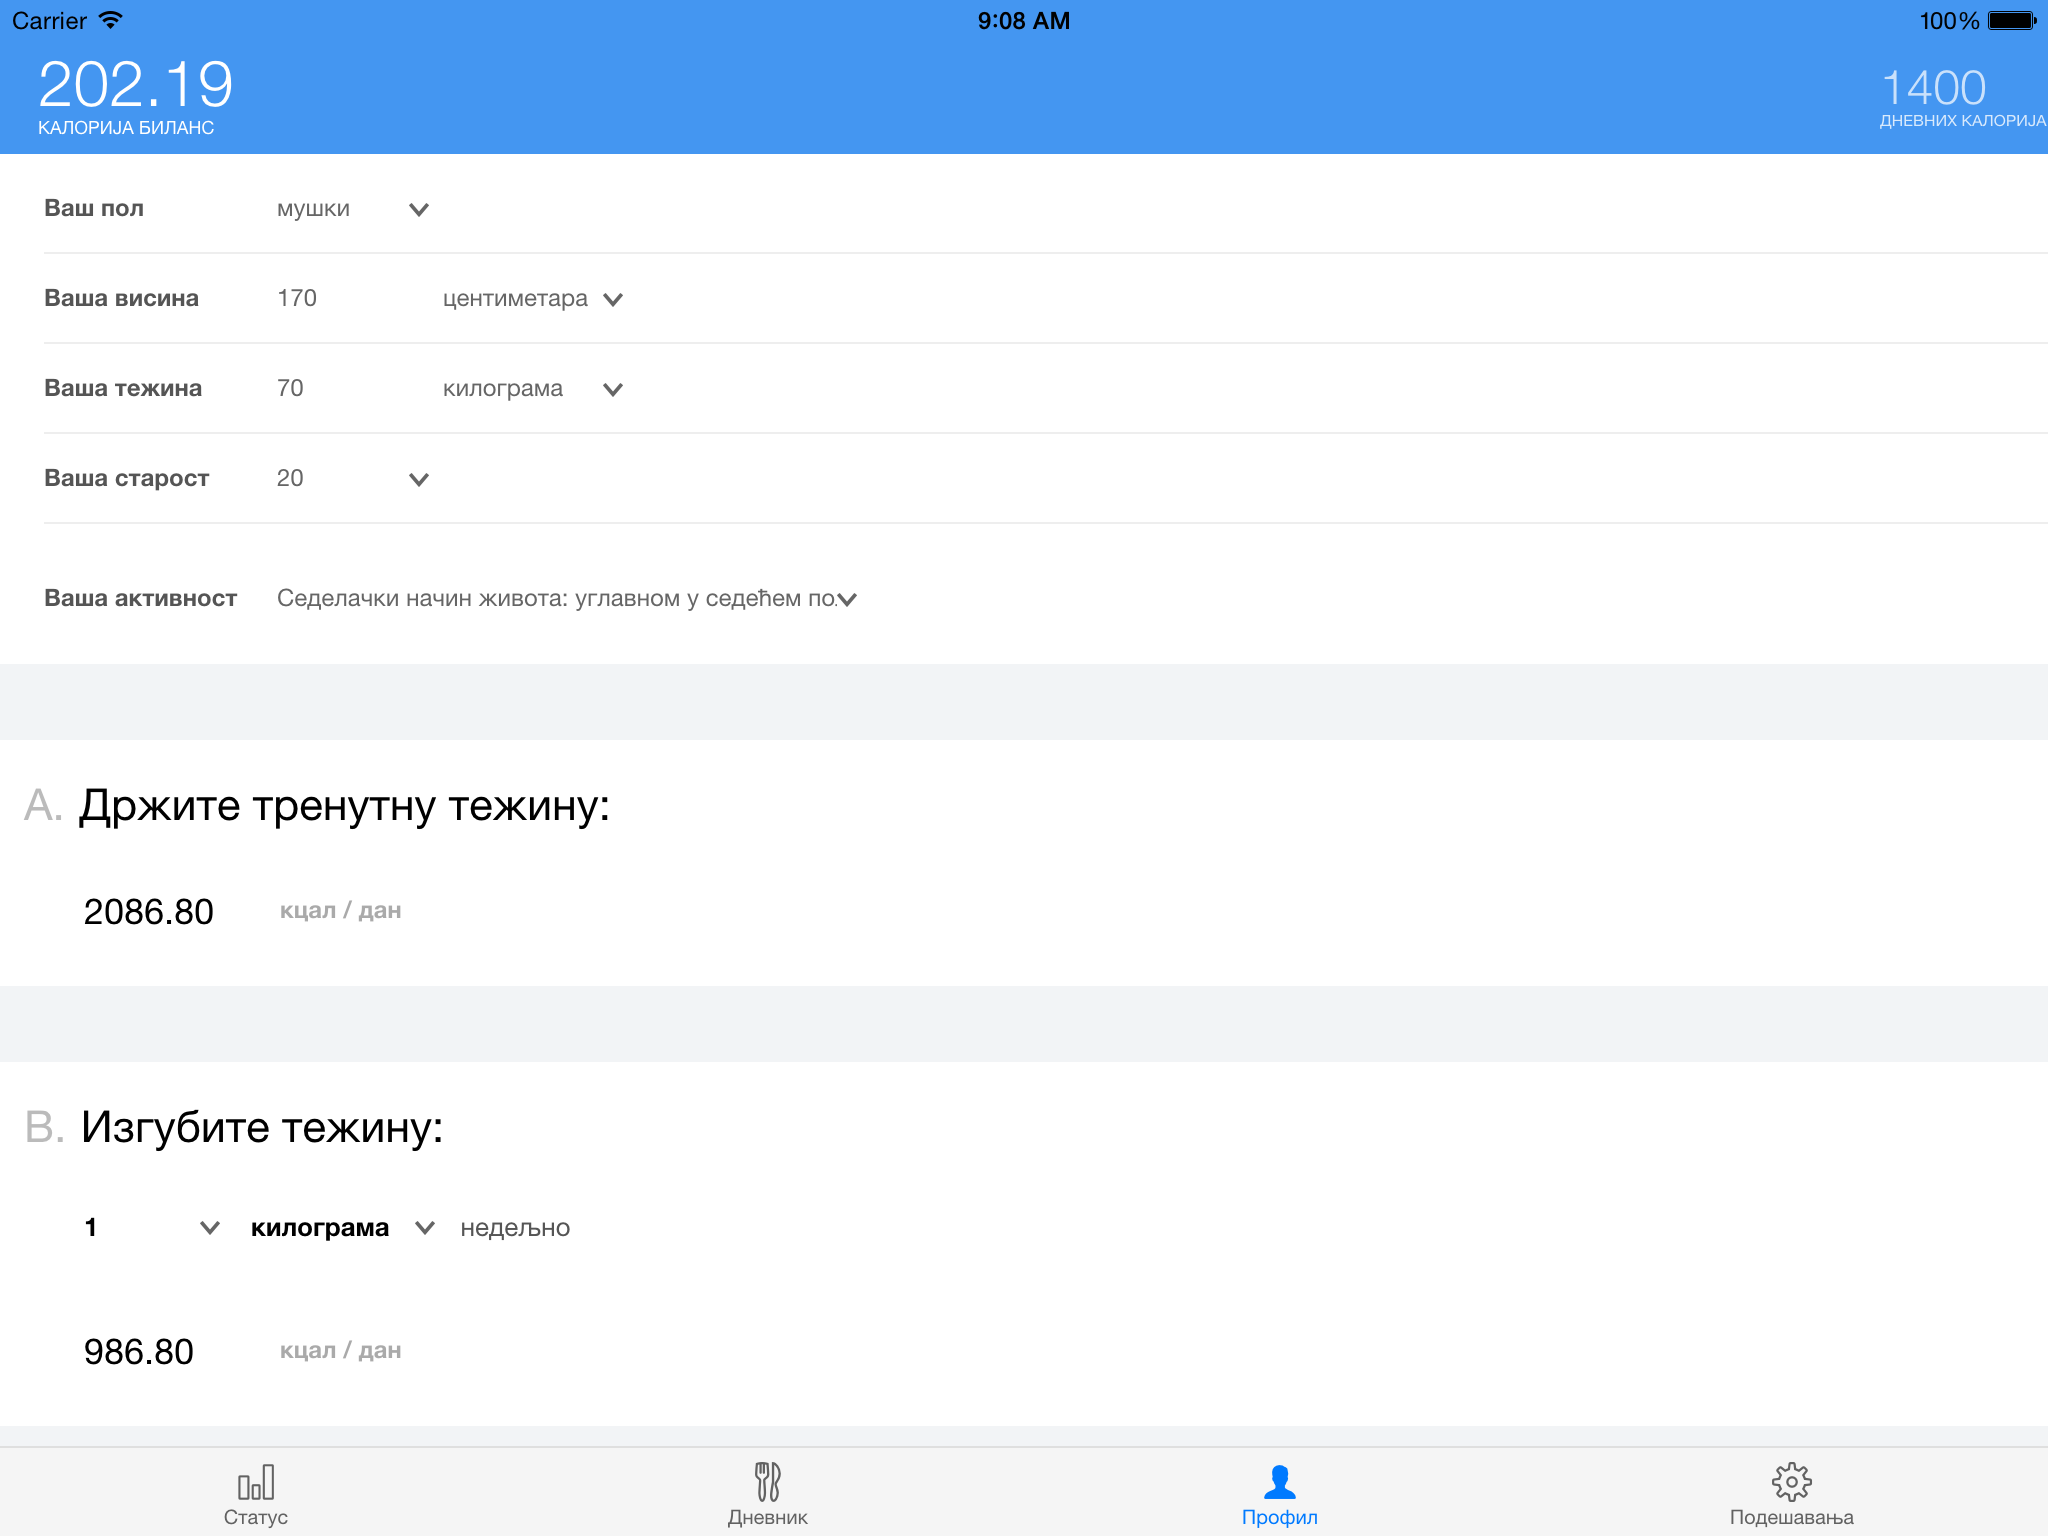 Carrier 9:08 AM 100%
202.19 1400
КАЛОРИЈА БИЛАНС ДНЕВНИХ КАЛОРИЈА
Ваш пол мушки
Ваша висина 170 центиметара
Ваша тежина 70 килограма
Ваша старост 20
Ваша активност Седелачки начин живота: углавном у седећем по.
A. Држите тренутну тежину:
2086.80 кцал / дан
B. Изгубите тежину:
1 килограма недељно
986.80 кцал / дан
Статус Дневник Профил Подешавања